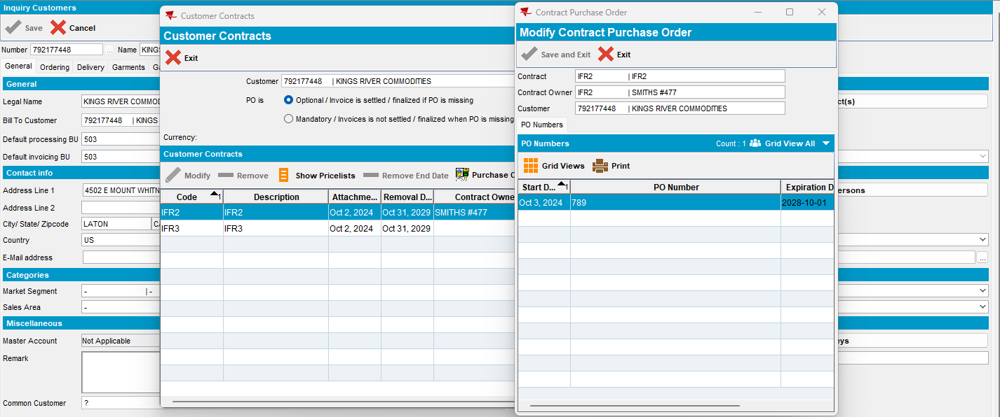 Inquiry Customers
Save Cancel
Number 792177448 ... Name KINGS
General Ordering Delivery Garments
General
Legal Name KINGS RIVER COMMOD
Bill To Customer 792177448 | KINGS
Default processing BU 503
Default invoicing BU 503
Contact info
Address Line 1 4502 E MOUNT WHITN
Address Line 2
City/ State/ Zipcode LATON
Country US
E-Mail address
Categories
Market Segment - | -
Sales Area -
Miscellaneous
Master Account Not Applicable
Remark
Common Customer ?
Customer Contracts
Customer Contracts
Exit
Customer 792177448 | KINGS RIVER COMMODITIES
PO is Optional / Invoice is settled / finalized if PO is missing
Mandatory / Invoices is not settled / finalized when PO is missing
Currency:
Customer Contracts
Modify Remove Show Pricelists Remove End Date Purchase O
Code 1 Description Attachme... Removal D... Contract Owne
IFR2 IFR2 Oct 2, 2024 Oct 31, 2029 SMITHS #477
IFR3 IFR3 Oct 2, 2024 Oct 31, 2029
Contract Purchase Order
Modify Contract Purchase Order
Save and Exit Exit
Contract IFR2 | IFR2
Contract Owner IFR2 | SMITHS #477
Customer 792177448 | KINGS RIVER COMMODITIES
PO Numbers
PO Numbers Count : 1 Grid View All
Grid Views Print
Start D... 1 PO Number Expiration D
Oct 3, 2024 789 2028-10-01
ct(s)
ersons
...
eys